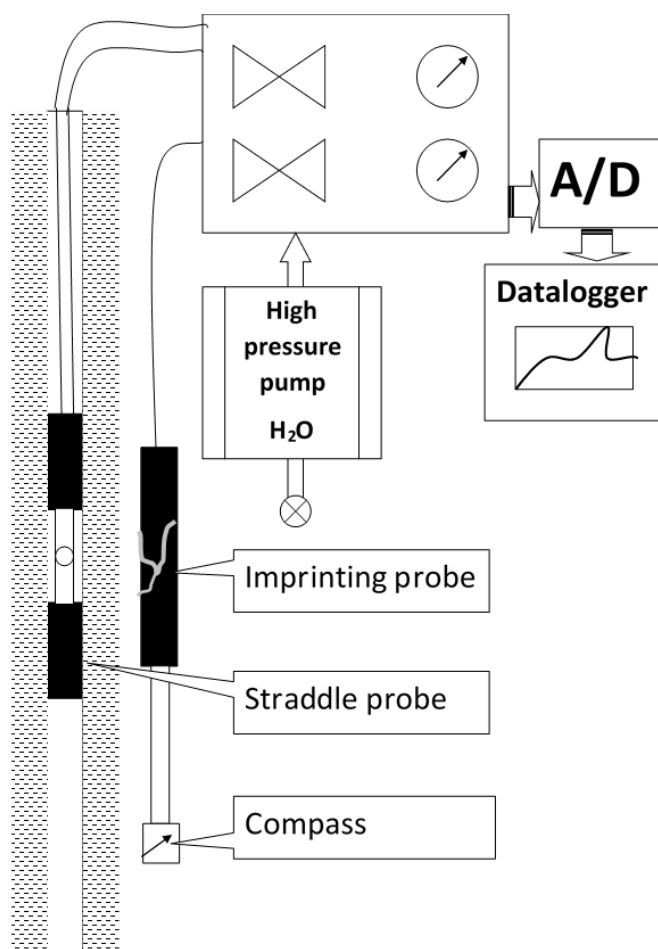 A/D
Datalogger
High
pressure
pump
H₂O
Imprinting probe
Straddle probe
Compass